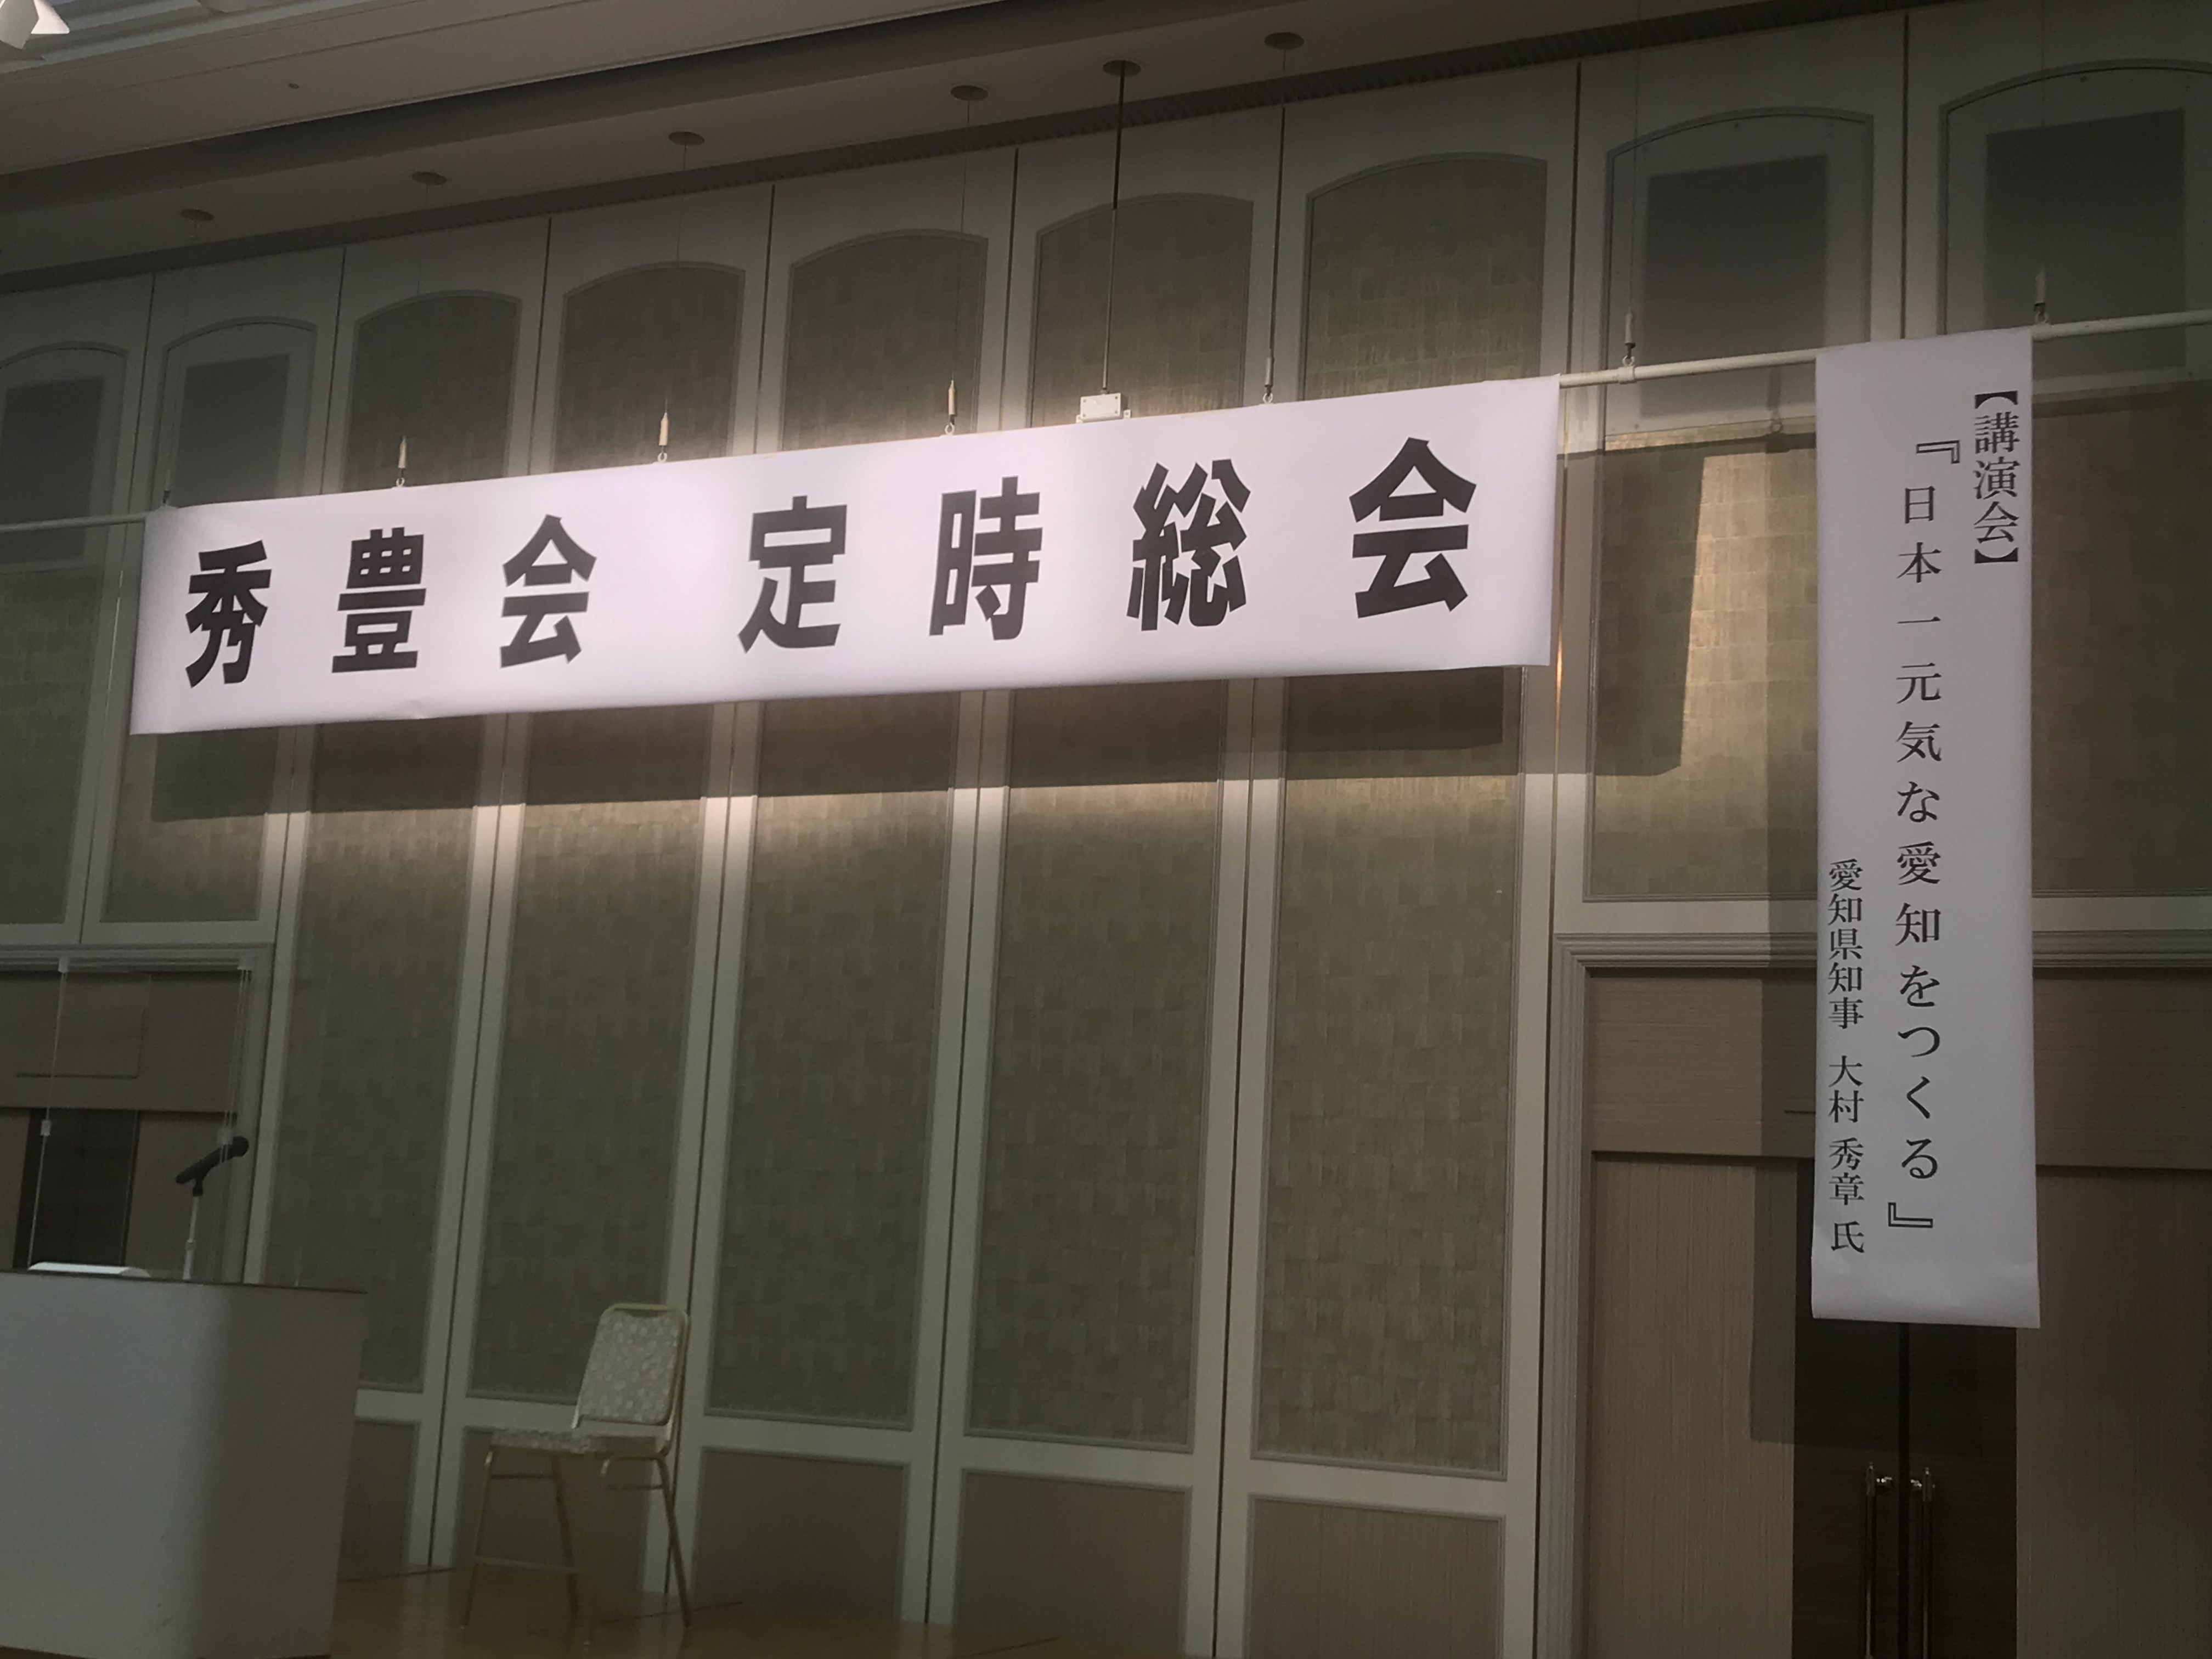 秀豊会 定時総会
【講演会】
『日本一元気な愛知をつくる』
愛知県知事 大村 秀章 氏